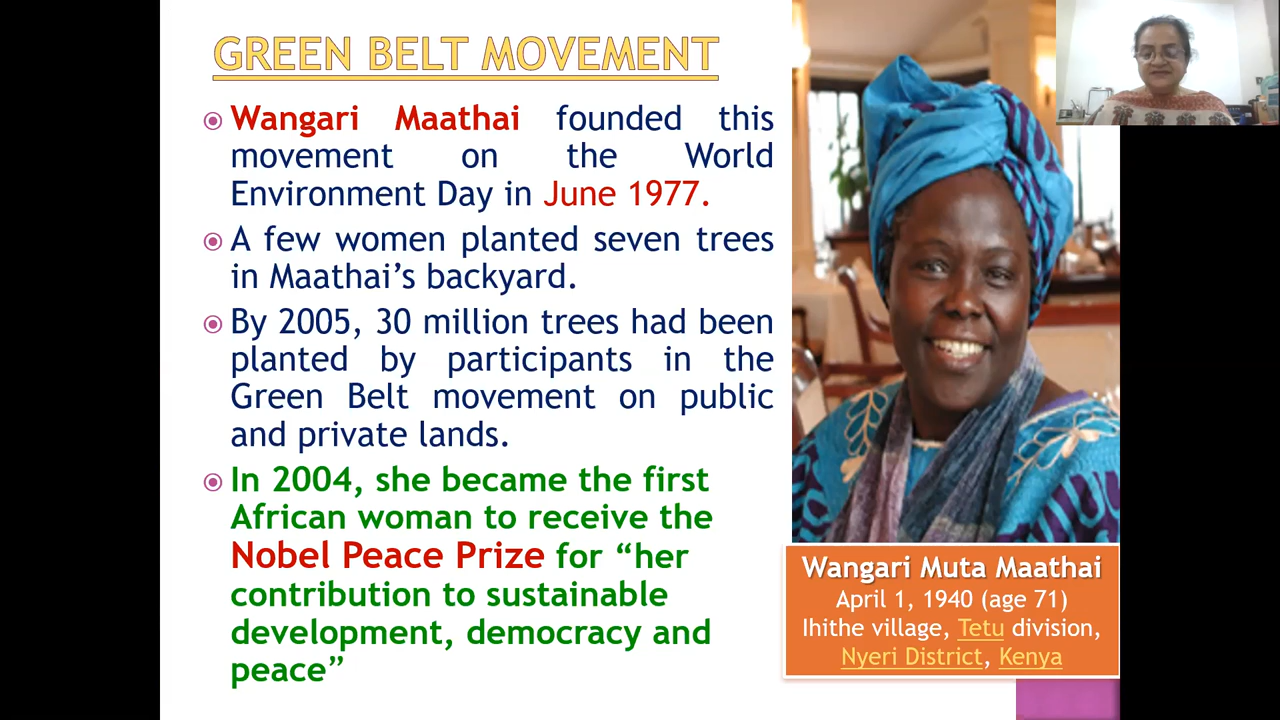 GREEN BELT MOVEMENT
Wangari Maathai founded this
movement on the World
Environment Day in June 1977.
A few women planted seven trees
in Maathai’s backyard.
By 2005, 30 million trees had been
planted by participants in the
Green Belt movement on public
and private lands.
In 2004, she became the first
African woman to receive the
Nobel Peace Prize for “her
contribution to sustainable
development, democracy and
peace”
Wangari Muta Maathai
April 1, 1940 (age 71)
Ihithe village, Tetu division,
Nyeri District, Kenya